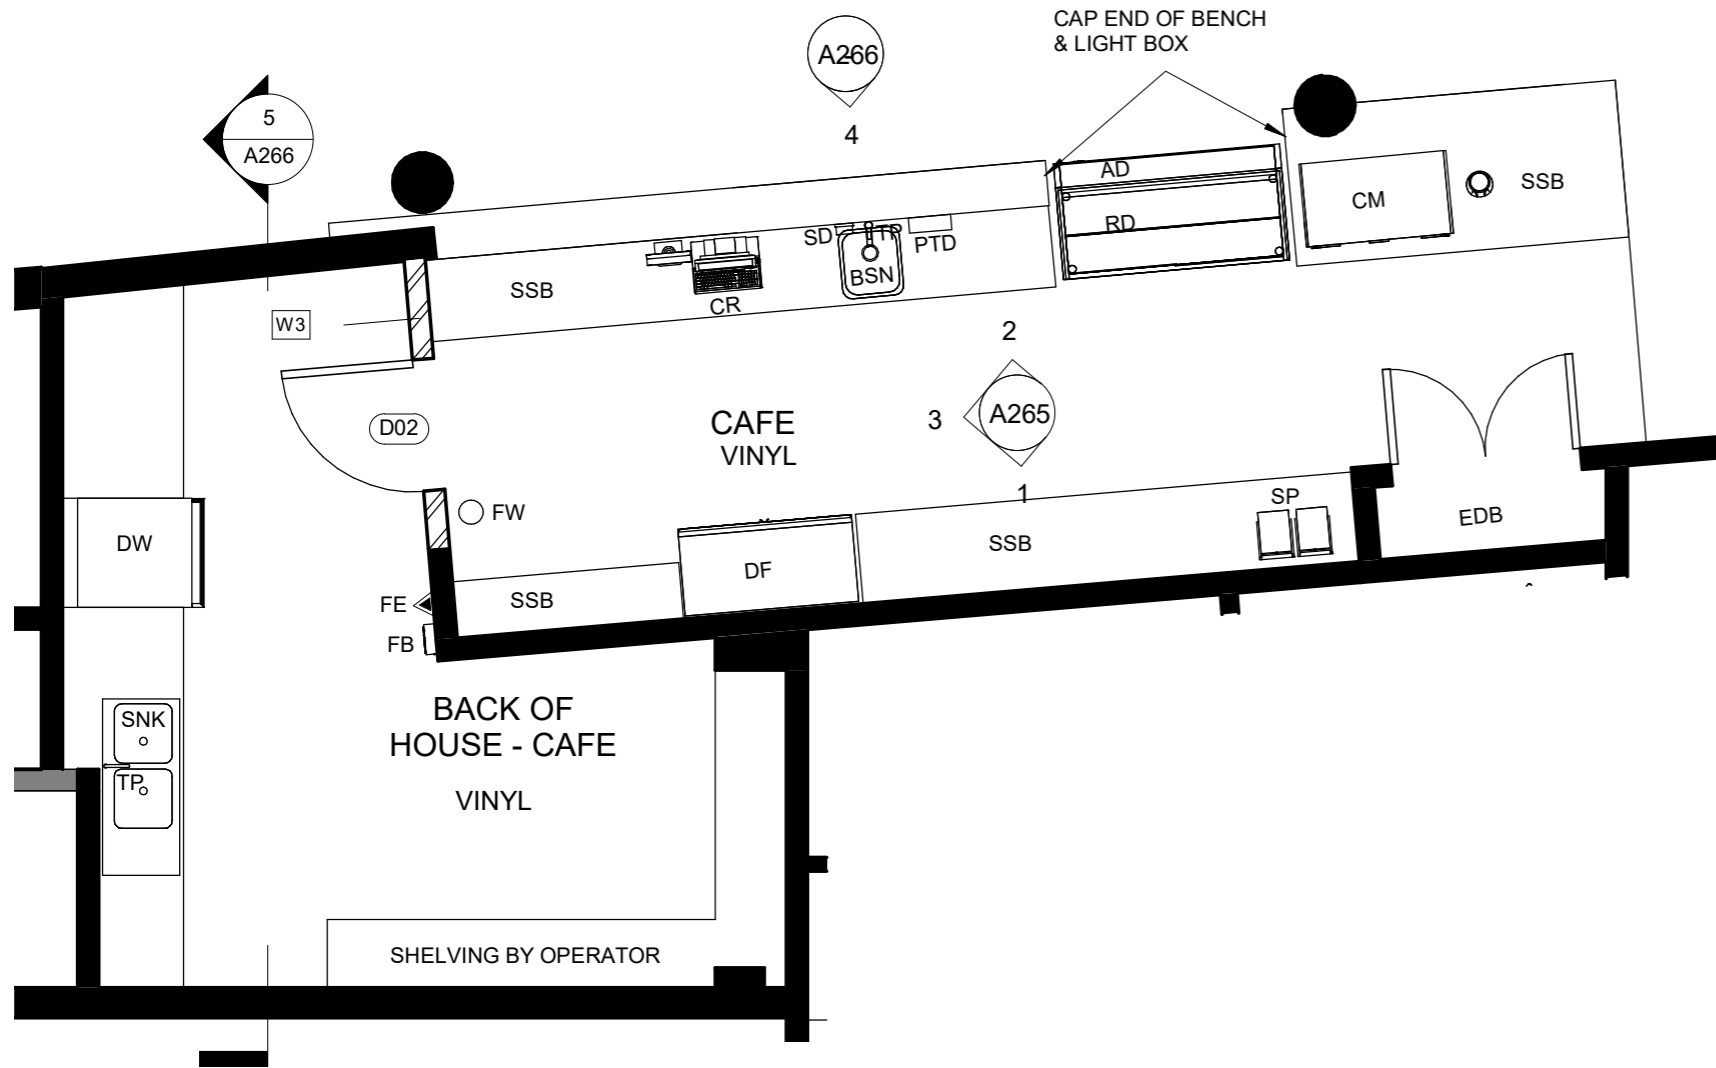 CAP END OF BENCH
& LIGHT BOX
A266
4
5
A266
AD
RD
CM
SSB
SD
TP
PTD
BSN
SSB
CR
W3
2
3
A265
1
D02
CAFE
VINYL
FW
SP
EDB
SSB
DF
DW
SSB
FE
FB
BACK OF
HOUSE - CAFE
VINYL
SNK
TP
SHELVING BY OPERATOR